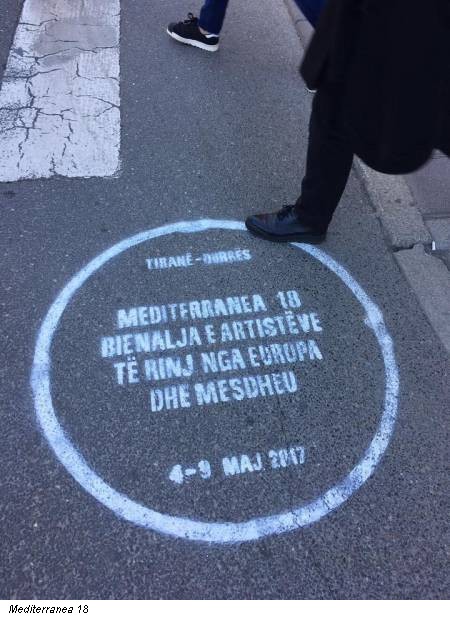 TIRANË-DURRËS
MEDITERRANEA 18
BIENALJA E ARTISTËVE
TË RINJ NGA EUROPA
DHE MESDHEU
4-9 MAJ 2017
Mediterranea 18